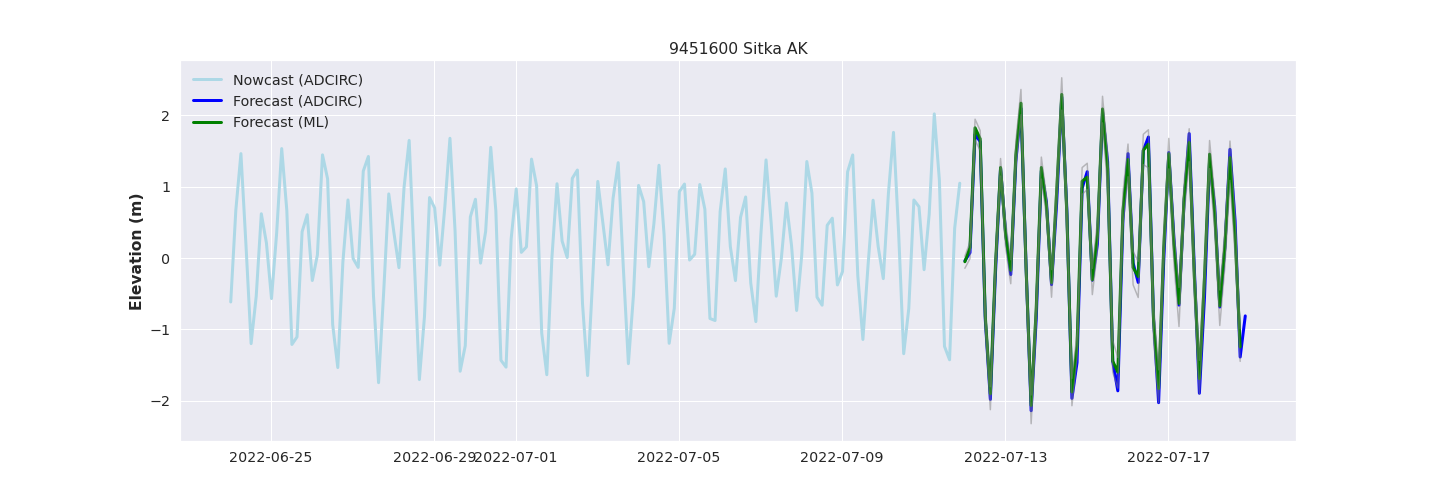 9451600 Sitka AK
Nowcast (ADCIRC)
Forecast (ADCIRC)
Forecast (ML)
Elevation (m)
2
1
0
−1
−2
2022-06-25
2022-06-29
2022-07-01
2022-07-05
2022-07-09
2022-07-13
2022-07-17